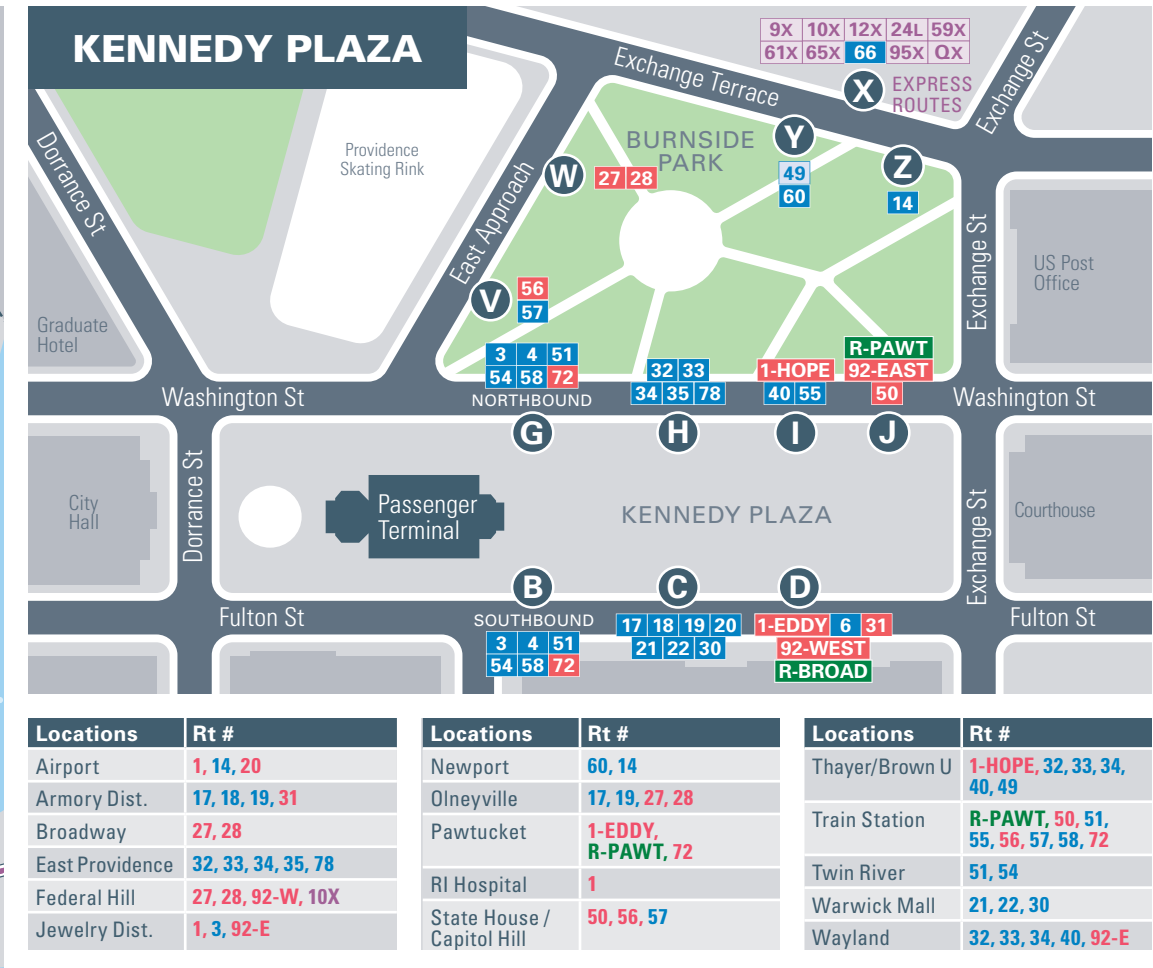 KENNEDY PLAZA
9X 10X 12X 24L 59X
61X 65X 66 95X QX
X EXPRESS
ROUTES
Exchange Terrace
Exchange St
Dorrance St
Providence
Skating Rink
BURNSIDE
PARK
Y
49
60
Z
14
W 27 28
East Approach
Exchange St
US Post
Office
V 56
57
Graduate
Hotel
3 4 51
54 58 72
NORTHBOUND
G
32 33
34 35 78
H
1-HOPE
40 55
I
R-PAWT
92-EAST
50
J
Washington St
Washington St
City
Hall
Dorrance St
Passenger
Terminal
KENNEDY PLAZA
Exchange St
Courthouse
Fulton St
Fulton St
B
SOUTHBOUND
3 4 51
54 58 72
C
17 18 19 20
21 22 30
D
1-EDDY 6 31
92-WEST
R-BROAD
Locations Rt #
Airport 1, 14, 20
Armory Dist. 17, 18, 19, 31
Broadway 27, 28
East Providence 32, 33, 34, 35, 78
Federal Hill 27, 28, 92-W, 10X
Jewelry Dist. 1, 3, 92-E
Locations Rt #
Newport 60, 14
Olneyville 17, 19, 27, 28
Pawtucket 1-EDDY,
R-PAWT, 72
RI Hospital 1
State House / 50, 56, 57
Capitol Hill
Locations Rt #
Thayer/Brown U 1-HOPE, 32, 33, 34,
40, 49
Train Station R-PAWT, 50, 51,
55, 56, 57, 58, 72
Twin River 51, 54
Warwick Mall 21, 22, 30
Wayland 32, 33, 34, 40, 92-E